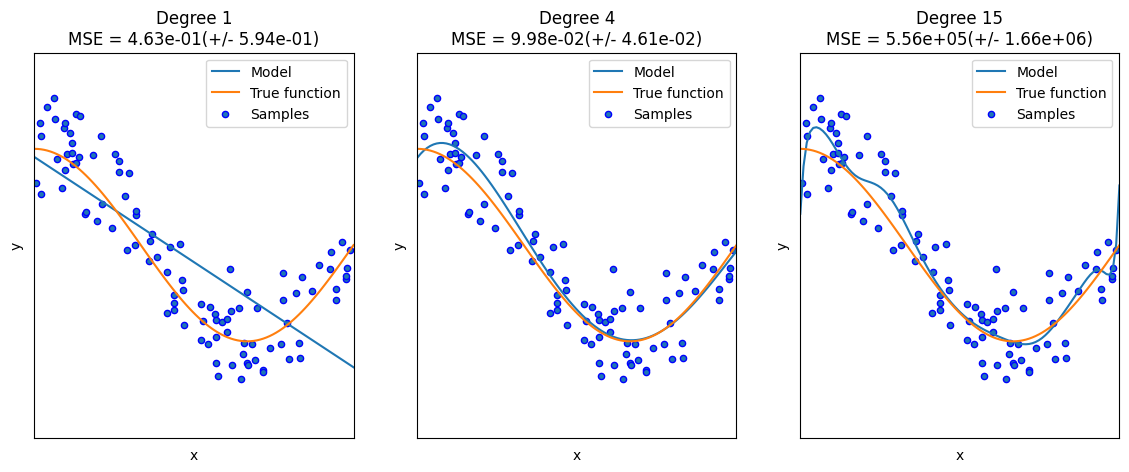 Degree 1
MSE = 4.63e-01(+/- 5.94e-01)
Model
True function
Samples
y
x
Degree 4
MSE = 9.98e-02(+/- 4.61e-02)
Model
True function
Samples
y
x
Degree 15
MSE = 5.56e+05(+/- 1.66e+06)
Model
True function
Samples
y
x